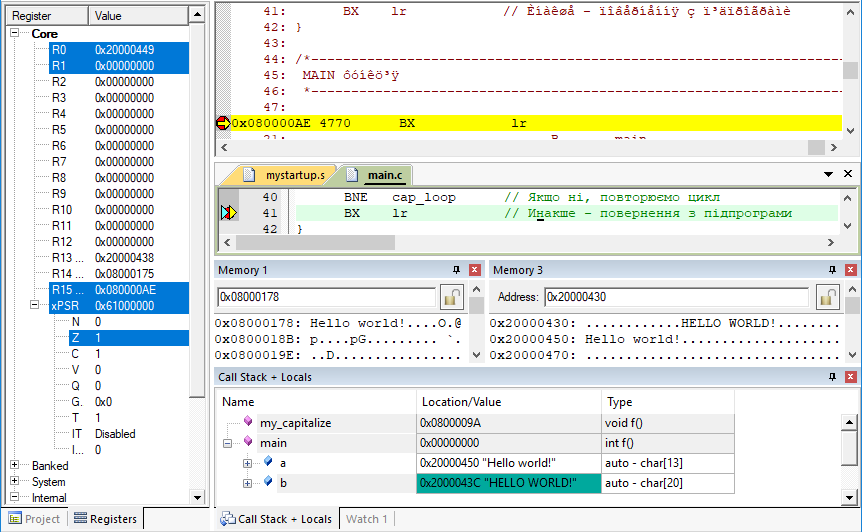 Register Value
Core
R0 0x20000449
R1 0x00000000
R2 0x00000000
R3 0x00000000
R4 0x00000000
R5 0x00000000
R6 0x00000000
R7 0x00000000
R8 0x00000000
R9 0x00000000
R10 0x00000000
R11 0x00000000
R12 0x00000000
R13 ... 0x20000438
R14 ... 0x08000175
R15 ... 0x080000AE
xPSR 0x61000000
N 0
Z 1
C 1
V 0
Q 0
G. 0x0
T 1
IT Disabled
I... 0
Banked
System
Internal
Project Registers
41: BX lr // Èíàêøå – ïîâåðíåííÿ ç ï³äïðîãðàìè
42: }
43:
44: /*----------------------------------------------------------------
45: MAIN ôóíêö³ÿ
46: *----------------------------------------------------------------
47:
0x080000AE 4770 BX lr
21: B main
mystartup.s main.c
40 BNE cap_loop // Якщо ні, повторюємо цикл
41 BX lr // Инакше – повернення з підпрограми
42 }
Memory 1
0x08000178
0x08000178: Hello world!....O.@
0x0800018B: p....pG........ `.
0x0800019E: ..D................
Memory 3
Address: 0x20000430
0x20000430: ............HELLO WORLD!........
0x20000450: Hello world!....................
0x20000470: ................................
Call Stack + Locals
Name Location/Value Type
my_capitalize 0x0800009A void f()
main 0x00000000 int f()
a 0x20000450 "Hello world!" auto - char[13]
b 0x2000043C "HELLO WORLD!" auto - char[20]
Call Stack + Locals Watch 1